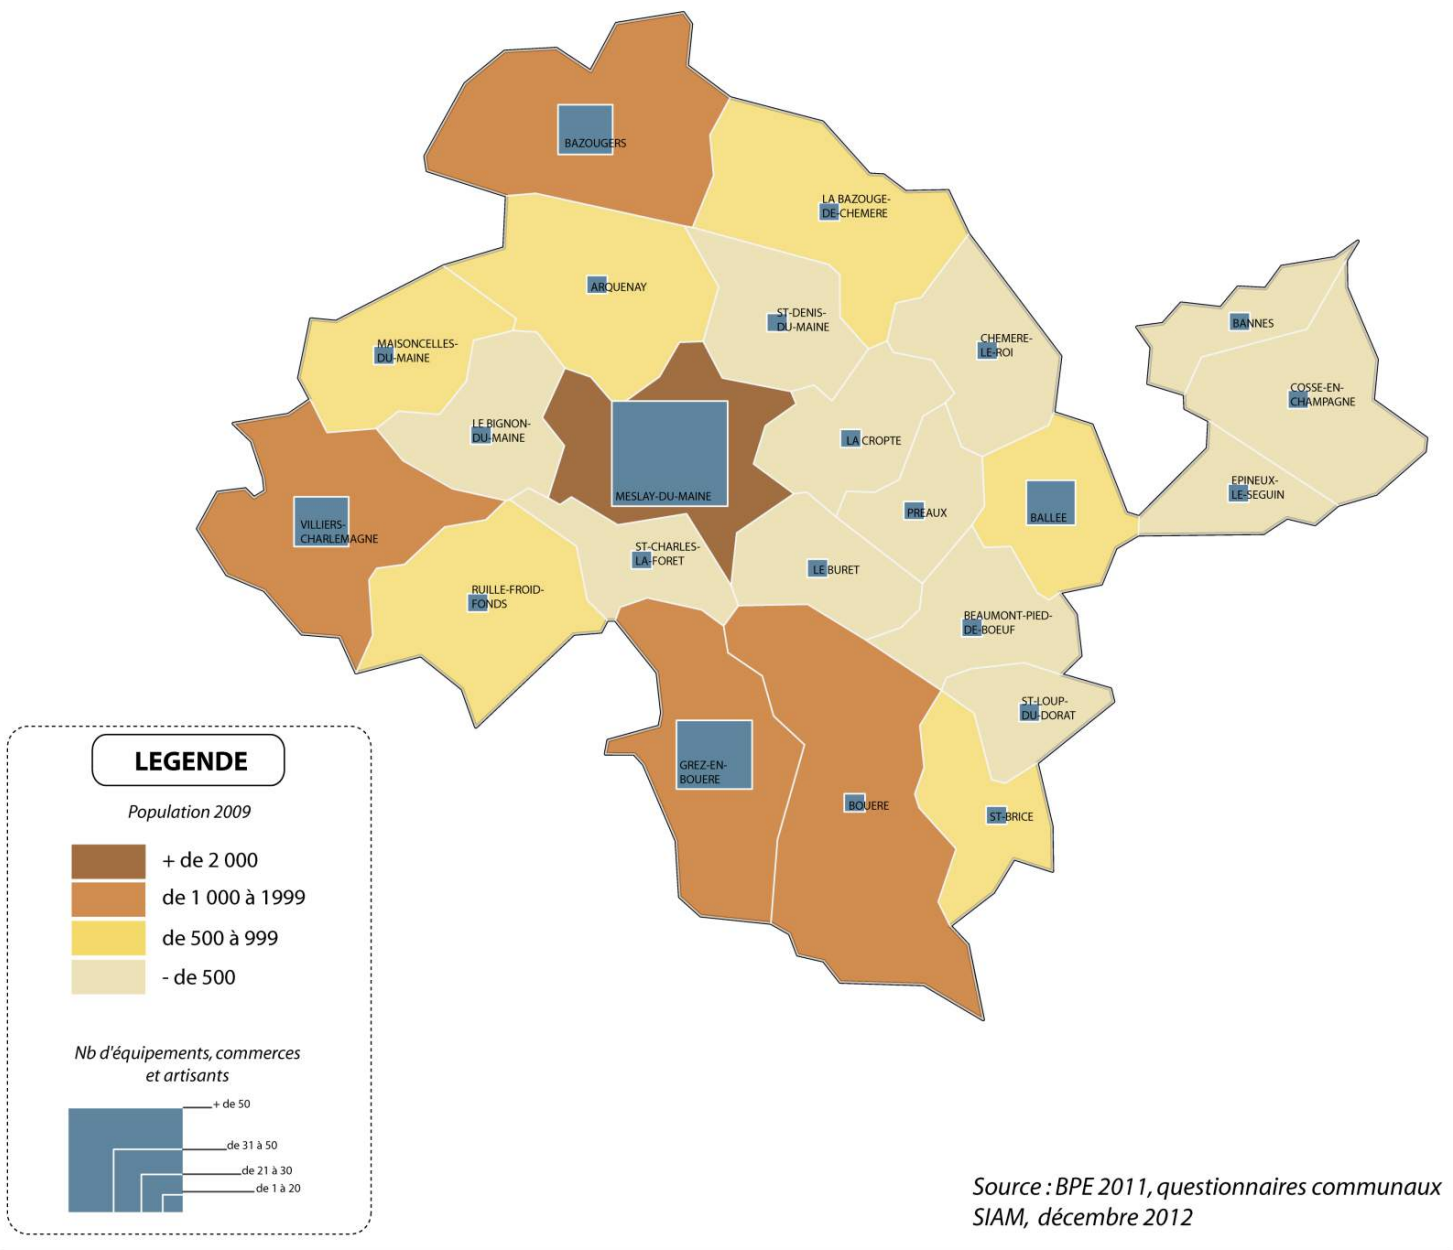 BAZOUGERS
LA BAZOUGE-
DE-CHEMERE
ARQUENAY
ST-DENIS-
DU-MAINE
BANNES
MAISONCELLES-
DU-MAINE
CHEMERE-
LE-ROI
COSSE-EN-
CHAMPAGNE
LE BIGNON-
DU-MAINE
LA CROPTE
MESLAY-DU-MAINE
EPINEUX-
LE-SEGUIN
VILLIERS-
CHARLEMAGNE
PREAUX
BALLEE
ST-CHARLES-
LA-FORET
LE BURET
RUILLE-FROID-
FONDS
BEAUMONT-PIED-
DE-BOEUF
ST-LOUP-
DU-DORAT
GREZ-EN-
BOUERE
BOUERE
ST-BRICE
LEGENDE
Population 2009
+ de 2 000
de 1 000 à 1999
de 500 à 999
- de 500
Nb d'équipements, commerces
et artisants
+ de 50
de 31 à 50
de 21 à 30
de 1 à 20
Source : BPE 2011, questionnaires communaux
SIAM, décembre 2012